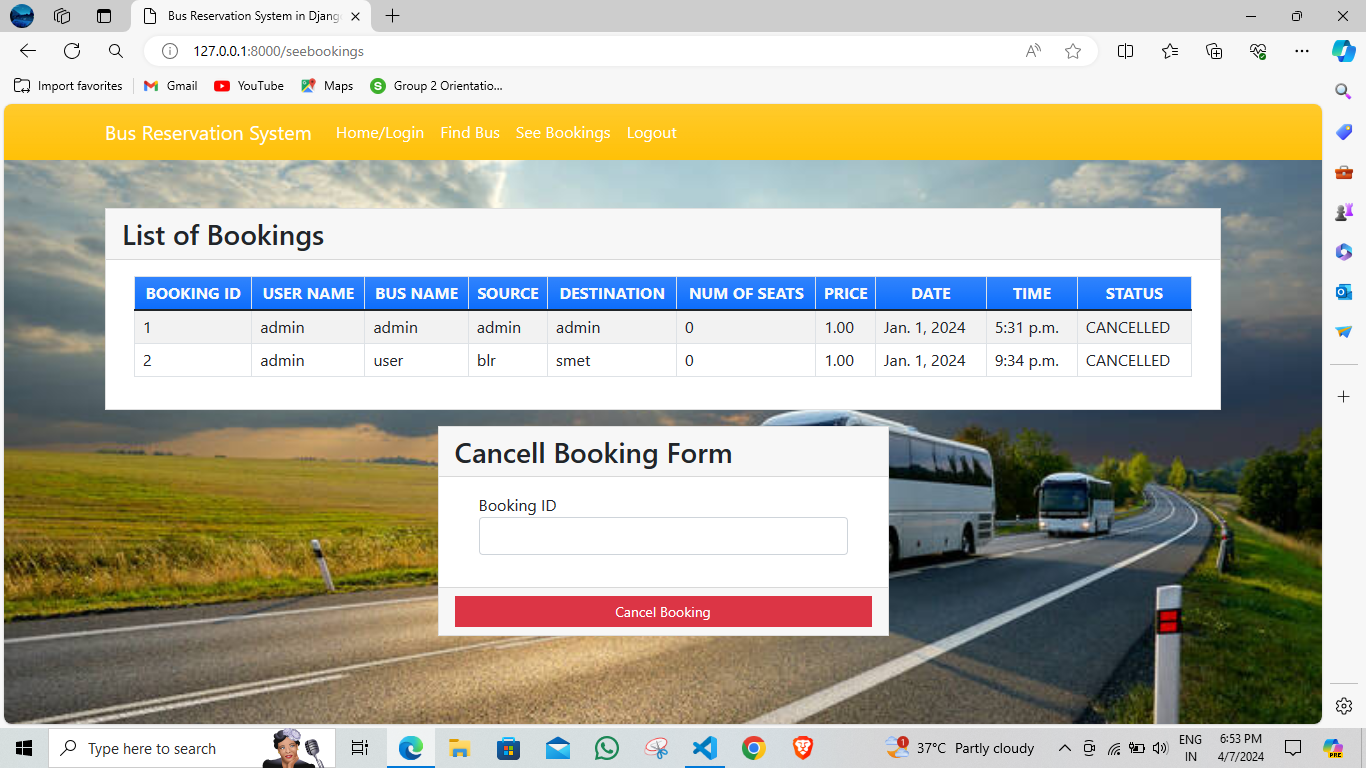 Bus Reservation System in Djang
127.0.0.1:8000/seebookings
Import favorites
Gmail
YouTube
Maps
Group 2 Orientatio...
Bus Reservation System
Home/Login
Find Bus
See Bookings
Logout
List of Bookings
BOOKING ID USER NAME BUS NAME SOURCE DESTINATION NUM OF SEATS PRICE DATE TIME STATUS
1 admin admin admin admin 0 1.00 Jan. 1, 2024 5:31 p.m. CANCELLED
2 admin user blr smet 0 1.00 Jan. 1, 2024 9:34 p.m. CANCELLED
Cancell Booking Form
Booking ID
Cancel Booking
Type here to search
1
37°C Partly cloudy
ENG
IN
6:53 PM
4/7/2024
PRE